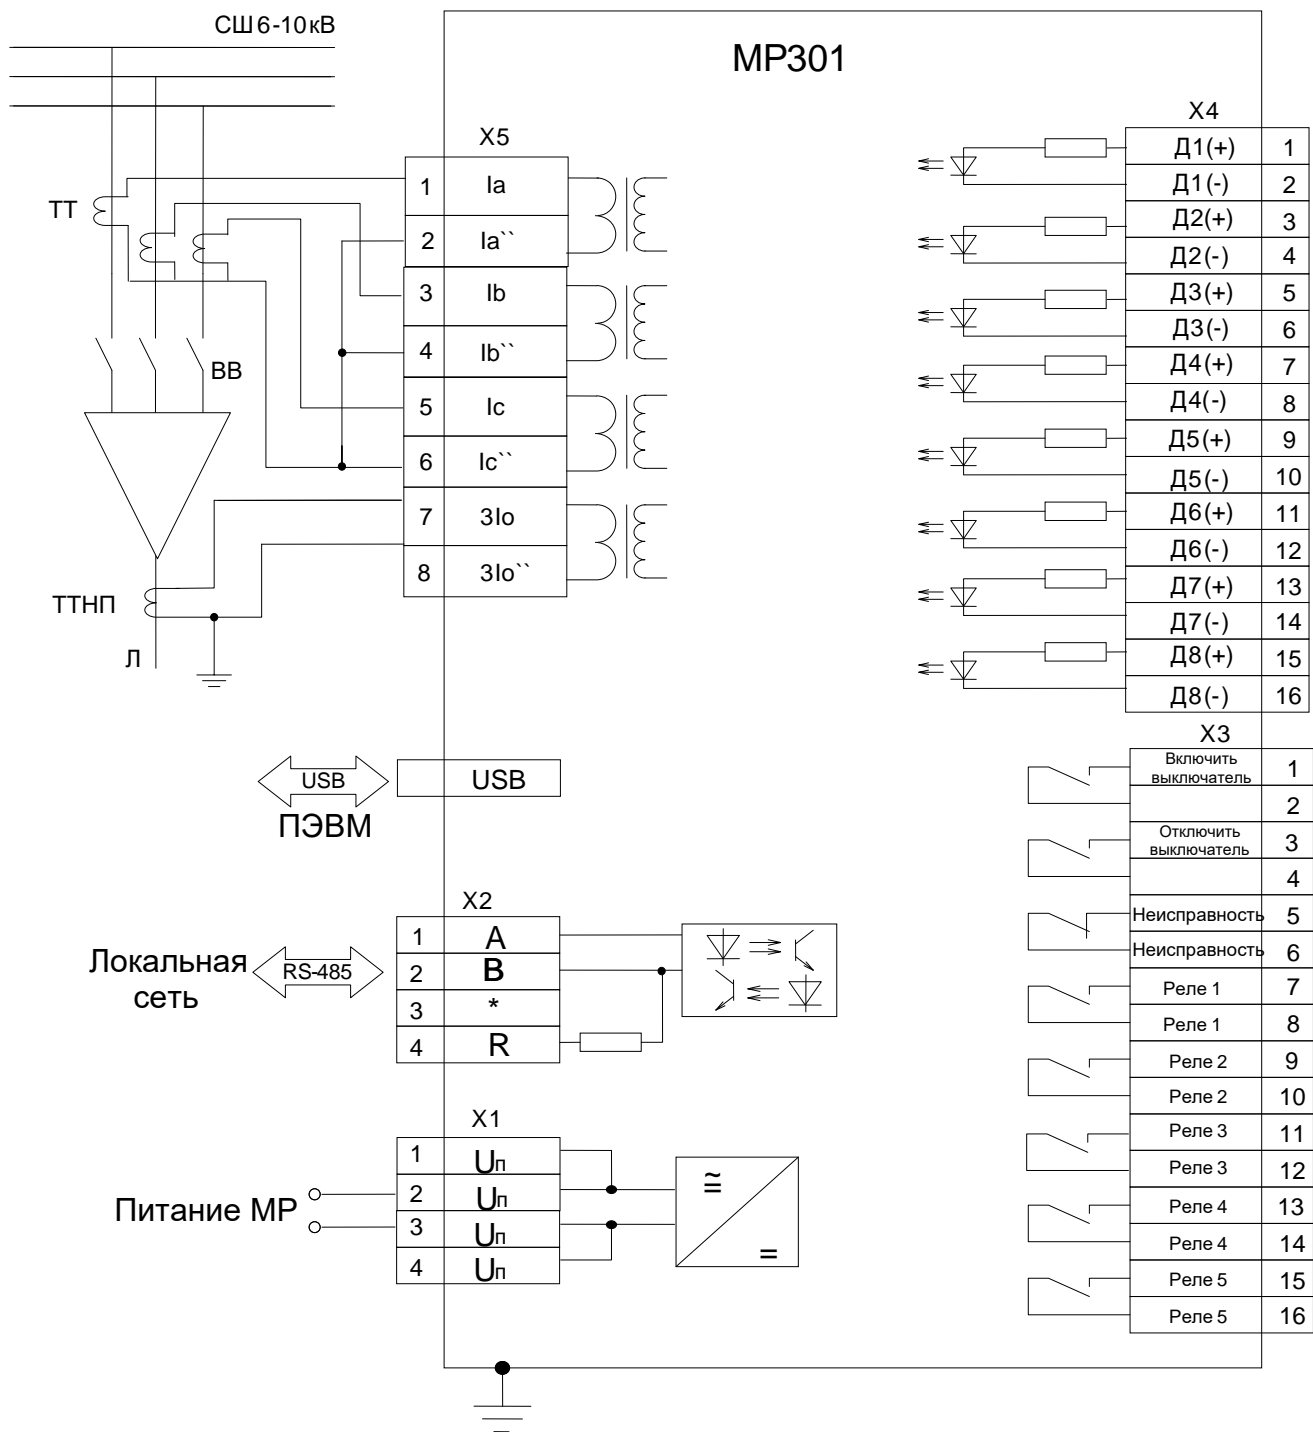 СШ 6-10кВ
МР301
ТТ
ВВ
ТТНП
Л
X5
1 Ia
2 Ia``
3 Ib
4 Ib``
5 Ic
6 Ic``
7 3Io
8 3Io``
X4
Д1(+) 1
Д1(-) 2
Д2(+) 3
Д2(-) 4
Д3(+) 5
Д3(-) 6
Д4(+) 7
Д4(-) 8
Д5(+) 9
Д5(-) 10
Д6(+) 11
Д6(-) 12
Д7(+) 13
Д7(-) 14
Д8(+) 15
Д8(-) 16
USB
USB
ПЭВМ
X3
Включить
выключатель
1
2
Отключить
выключатель
3
4
Неисправность 5
Неисправность 6
Реле 1 7
Реле 1 8
Реле 2 9
Реле 2 10
Реле 3 11
Реле 3 12
Реле 4 13
Реле 4 14
Реле 5 15
Реле 5 16
Локальная
сеть
RS-485
X2
1 A
2 B
3 *
4 R
Питание МР
X1
1 Uп
2 Uп
3 Uп
4 Uп